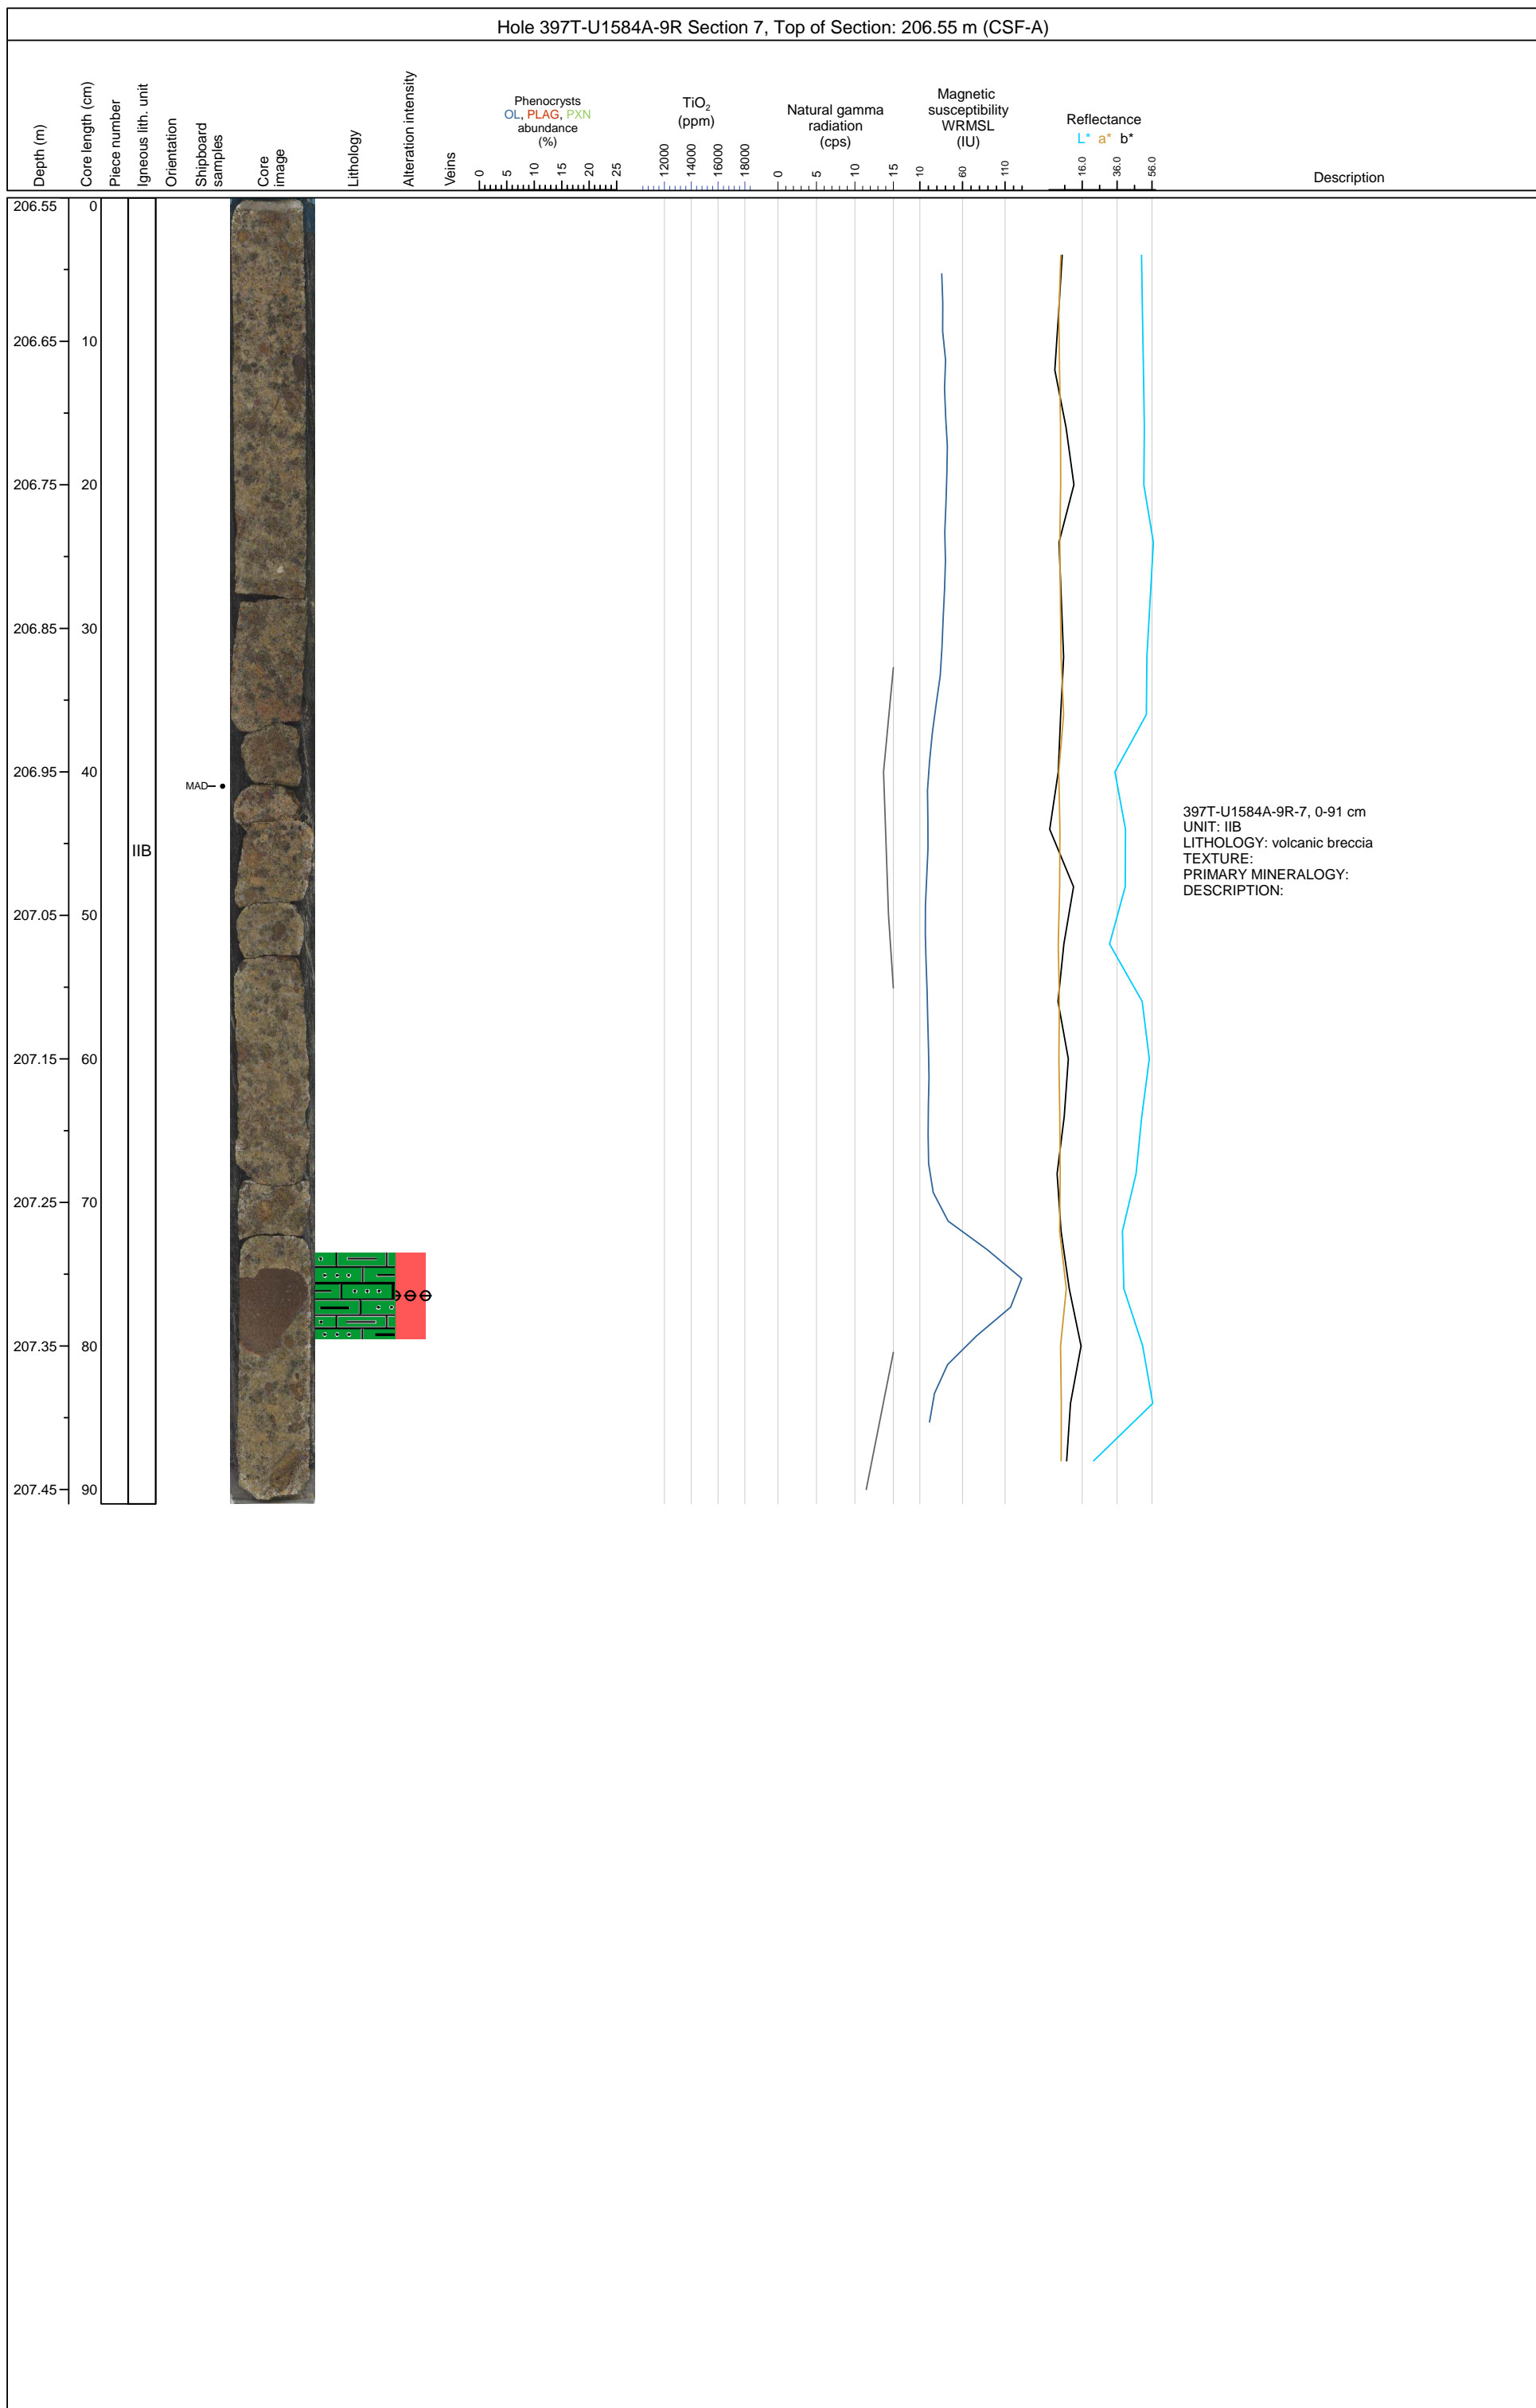 Hole 397T-U1584A-9R Section 7, Top of Section: 206.55 m (CSF-A)
Depth (m)
Core length (cm)
Piece number
Igneous lith. unit
Orientation
Shipboard
samples
Core
image
Lithology
Alteration intensity
Veins
Phenocrysts
OL, PLAG, PXN
abundance
(%)
0 5 10 15 20 25
TiO₂
(ppm)
12000 14000 16000 18000
Natural gamma
radiation
(cps)
0 5 10 15
Magnetic
susceptibility
WRMSL
(IU)
10 60 110
Reflectance
L* a* b*
16.0 36.0 56.0
Description
206.55 0
206.65 10
206.75 20
206.85 30
206.95 40
MAD
397T-U1584A-9R-7, 0-91 cm
UNIT: IIB
LITHOLOGY: volcanic breccia
TEXTURE:
PRIMARY MINERALOGY:
DESCRIPTION:
IIB
207.05 50
207.15 60
207.25 70
207.35 80
207.45 90